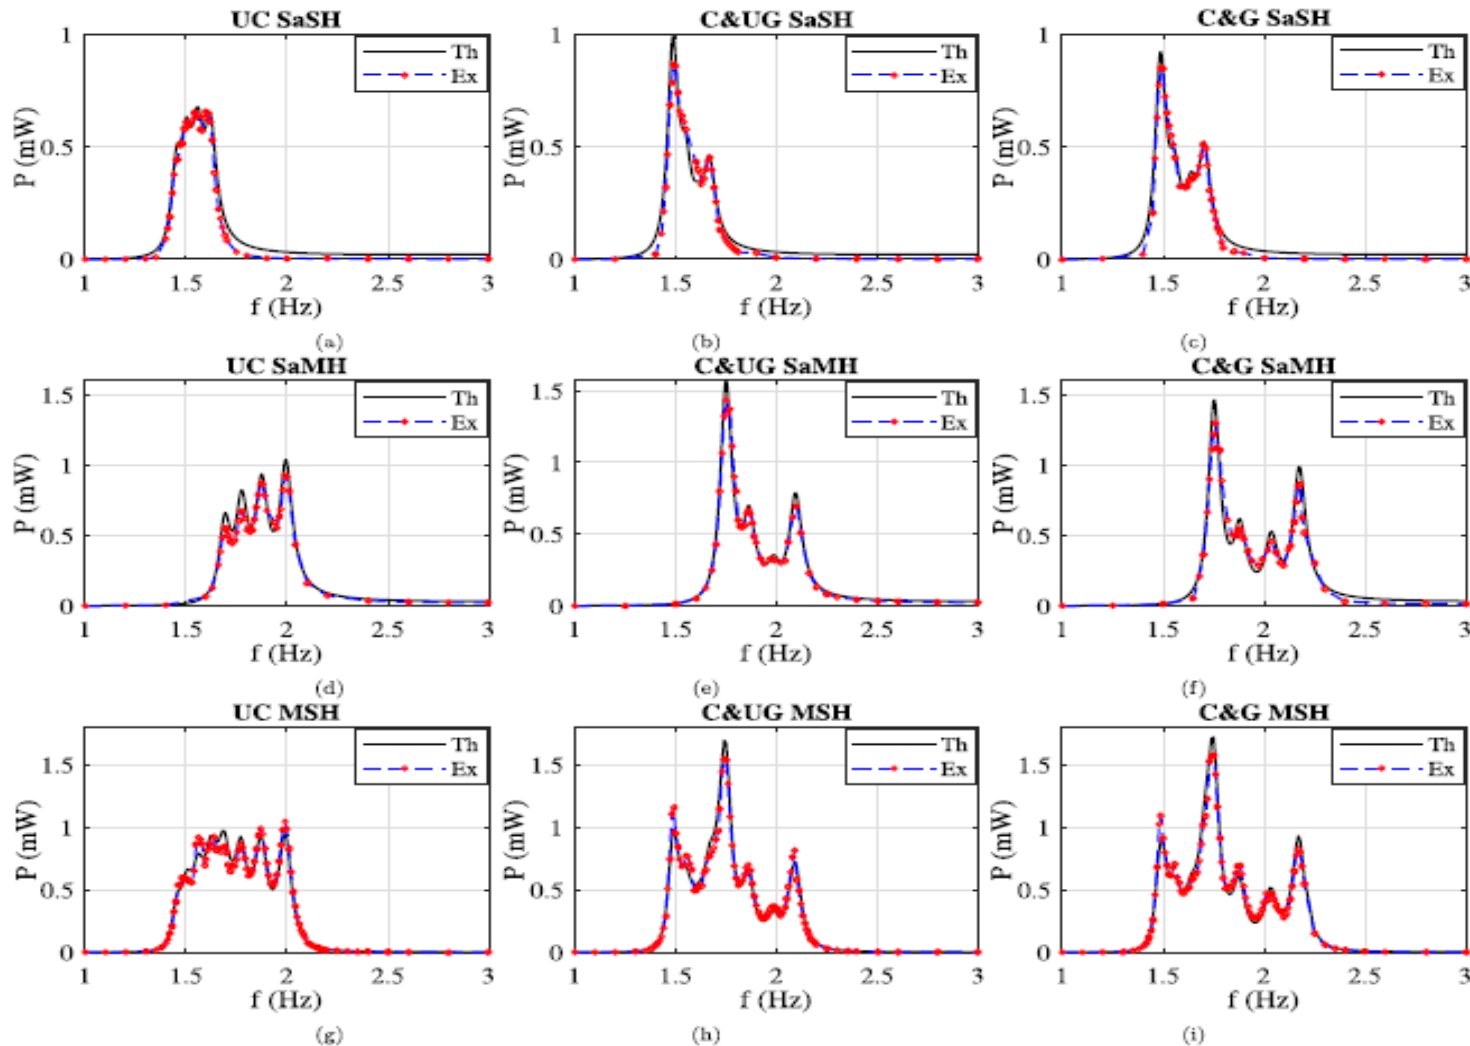 UC SaSH
C&UG SaSH
C&G SaSH
P (mW)
1
0.5
0
Th
Ex
1
1.5
2
2.5
3
f (Hz)
(a)
P (mW)
1
0.5
0
Th
Ex
1
1.5
2
2.5
3
f (Hz)
(b)
P (mW)
1
0.5
0
Th
Ex
1
1.5
2
2.5
3
f (Hz)
(c)
UC SaMH
C&UG SaMH
C&G SaMH
P (mW)
1.5
1
0.5
0
Th
Ex
1
1.5
2
2.5
3
f (Hz)
(d)
P (mW)
1.5
1
0.5
0
Th
Ex
1
1.5
2
2.5
3
f (Hz)
(e)
P (mW)
1.5
1
0.5
0
Th
Ex
1
1.5
2
2.5
3
f (Hz)
(f)
UC MSH
C&UG MSH
C&G MSH
P (mW)
1.5
1
0.5
0
Th
Ex
1
1.5
2
2.5
3
f (Hz)
(g)
P (mW)
1.5
1
0.5
0
Th
Ex
1
1.5
2
2.5
3
f (Hz)
(h)
P (mW)
1.5
1
0.5
0
Th
Ex
1
1.5
2
2.5
3
f (Hz)
(i)